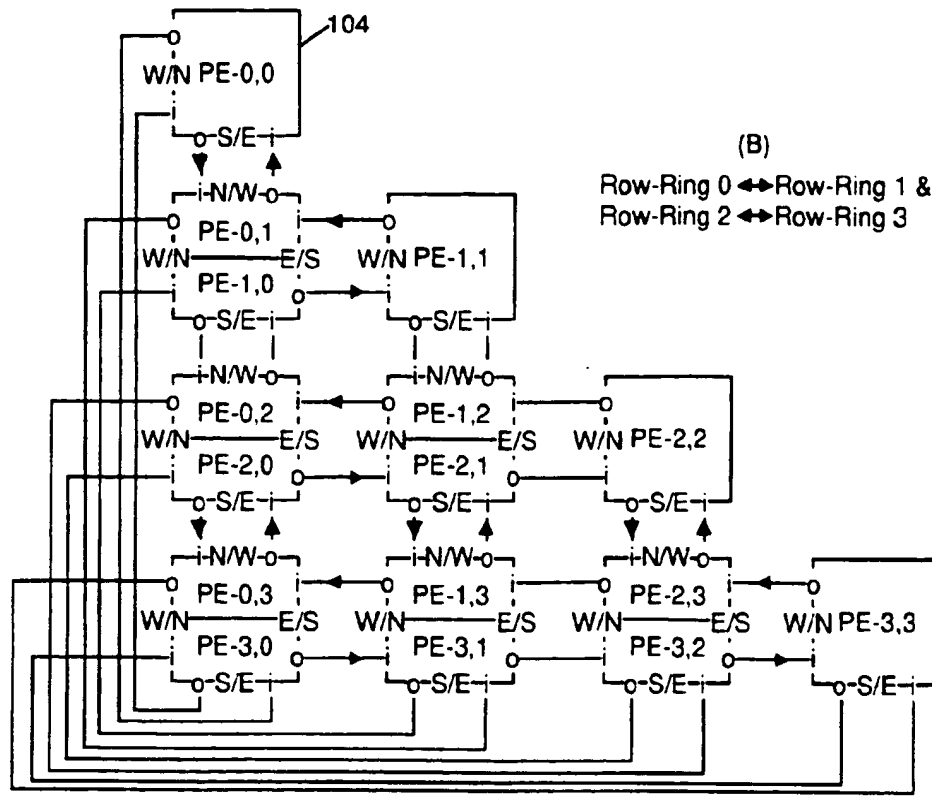 104
o
W/N PE-0,0
i
o S/E i
(B)
Row-Ring 0 ↔ Row-Ring 1 &
Row-Ring 2 ↔ Row-Ring 3
i N/W o
o PE-0,1 i o
W/N E/S W/N PE-1,1
i PE-1,0 o i
o S/E i o S/E i
i N/W o i N/W o
o PE-0,2 i o PE-1,2 i o
W/N E/S W/N E/S W/N PE-2,2
i PE-2,0 o i PE-2,1 o i
o S/E i o S/E i o S/E i
i N/W o i N/W o i N/W o
o PE-0,3 i o PE-1,3 i o PE-2,3 i o
W/N E/S W/N E/S W/N E/S W/N PE-3,3
i PE-3,0 o i PE-3,1 o i PE-3,2 o i
o S/E i o S/E i o S/E i o S/E i